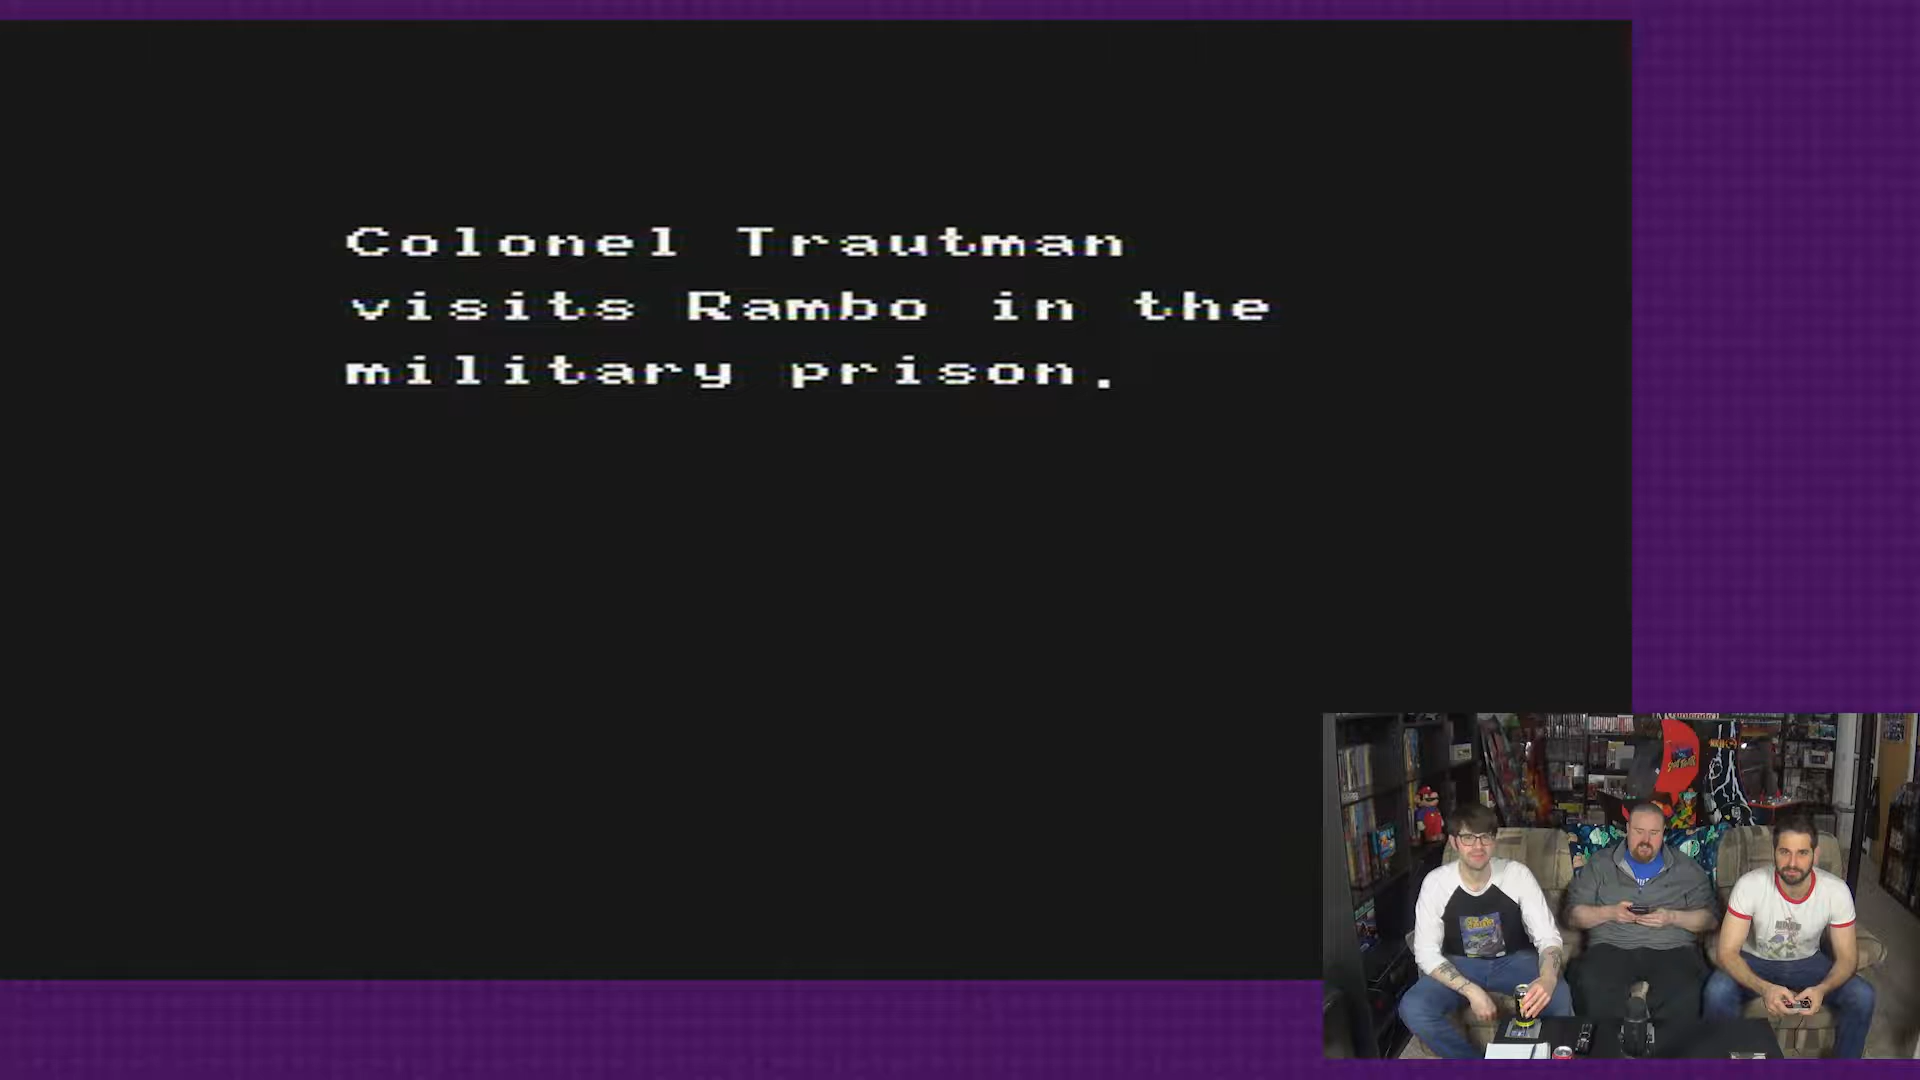 Colonel Trautman
visits Rambo in the
military prison.